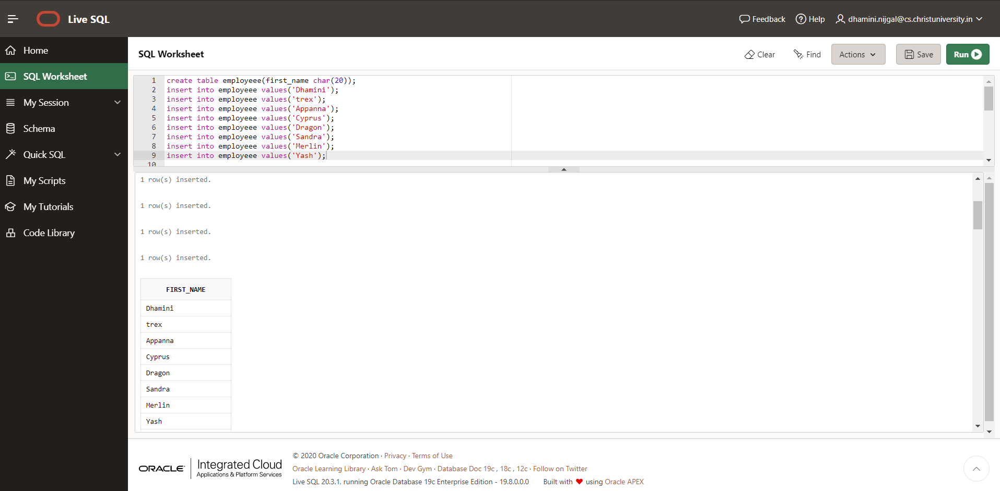 Live SQL
Feedback
Help
dhamini.nijgal@cs.christuniversity.in
Home
SQL Worksheet
My Session
Schema
Quick SQL
My Scripts
My Tutorials
Code Library
SQL Worksheet
Clear
Find
Actions
Save
Run
1 create table employeee(first_name char(20));
2 insert into employeee values('Dhamini');
3 insert into employeee values('trex');
4 insert into employeee values('Appanna');
5 insert into employeee values('Cyprus');
6 insert into employeee values('Dragon');
7 insert into employeee values('Sandra');
8 insert into employeee values('Merlin');
9 insert into employeee values('Yash');
10
1 row(s) inserted.
1 row(s) inserted.
1 row(s) inserted.
1 row(s) inserted.
FIRST_NAME
Dhamini
trex
Appanna
Cyprus
Dragon
Sandra
Merlin
Yash
ORACLE
Integrated Cloud
Applications & Platform Services
© 2020 Oracle Corporation · Privacy · Terms of Use
Oracle Learning Library · Ask Tom · Dev Gym · Database Doc 19c , 18c , 12c · Follow on Twitter
Live SQL 20.3.1, running Oracle Database 19c Enterprise Edition - 19.8.0.0.0 Built with ❤ using Oracle APEX